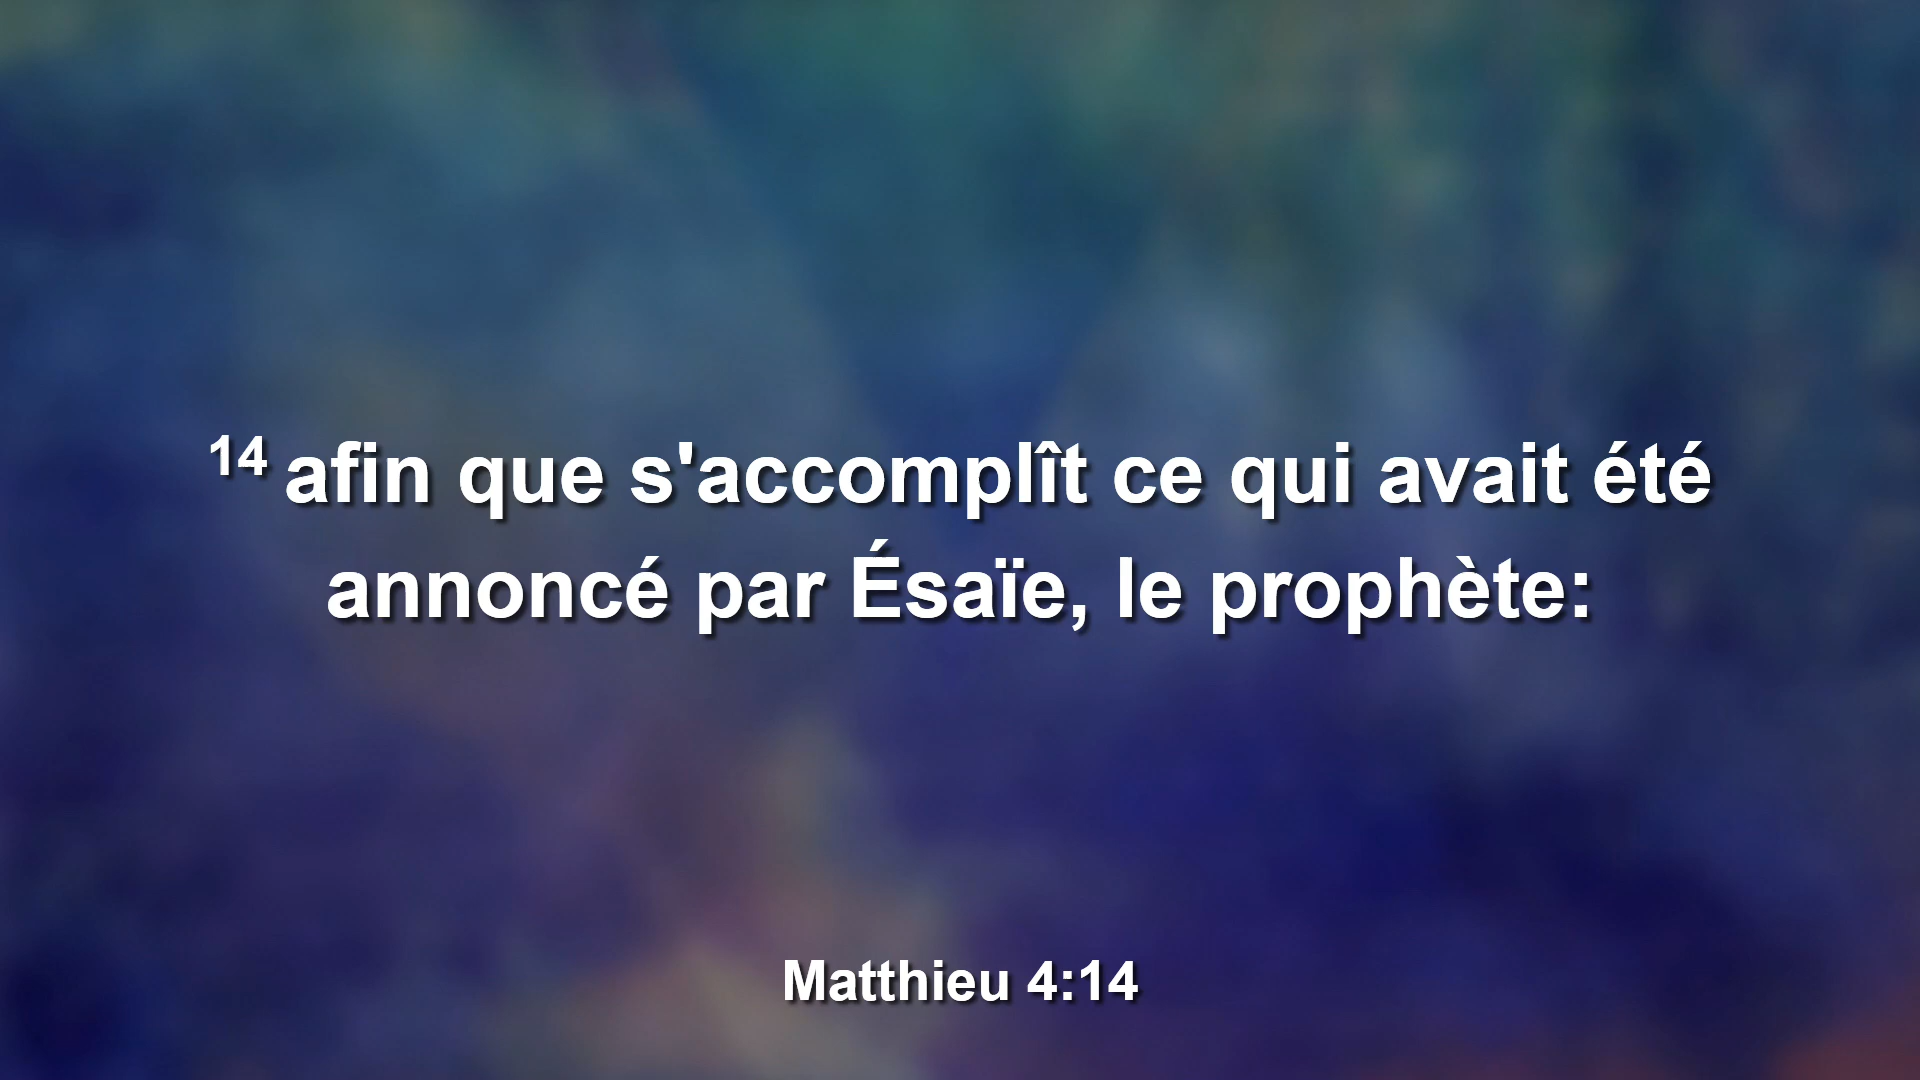 14 afin que s'accomplît ce qui avait été
annoncé par Ésaïe, le prophète:
Matthieu 4:14